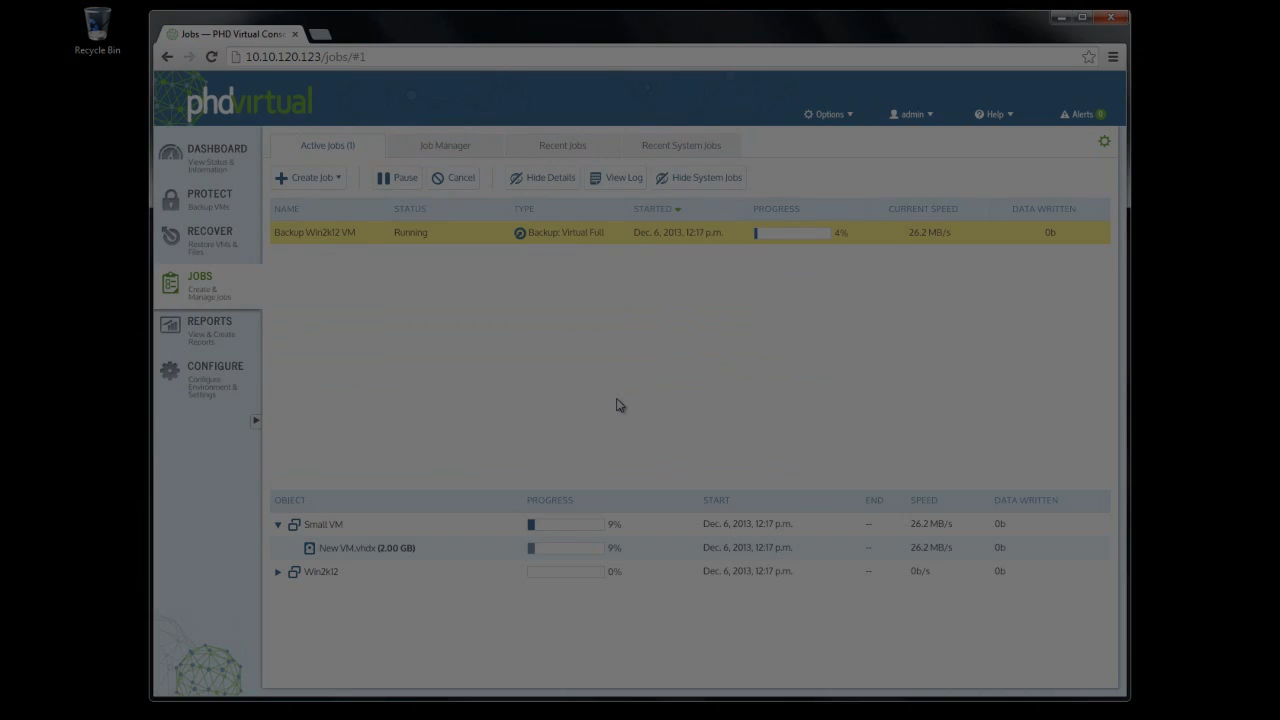 Recycle Bin
Jobs — PHD Virtual Conso
10.10.120.123/jobs/#1
phdvirtual
Options
admin
Help
Alerts 0
DASHBOARD
View Status &
Information
PROTECT
Backup VMs
RECOVER
Restore VMs &
Files
JOBS
Create &
Manage Jobs
REPORTS
View & Create
Reports
CONFIGURE
Configure
Environment &
Settings
Active Jobs (1) Job Manager Recent Jobs Recent System Jobs
Create Job Pause Cancel Hide Details View Log Hide System Jobs
NAME STATUS TYPE STARTED PROGRESS CURRENT SPEED DATA WRITTEN
Backup Win2k12 VM Running Backup: Virtual Full Dec. 6, 2013, 12:17 p.m. 4% 26.2 MB/s 0b
OBJECT PROGRESS START END SPEED DATA WRITTEN
Small VM 9% Dec. 6, 2013, 12:17 p.m. -- 26.2 MB/s 0b
New VM.vhdx (2.00 GB) 9% Dec. 6, 2013, 12:17 p.m. -- 26.2 MB/s 0b
Win2k12 0% Dec. 6, 2013, 12:17 p.m. -- 0b/s 0b